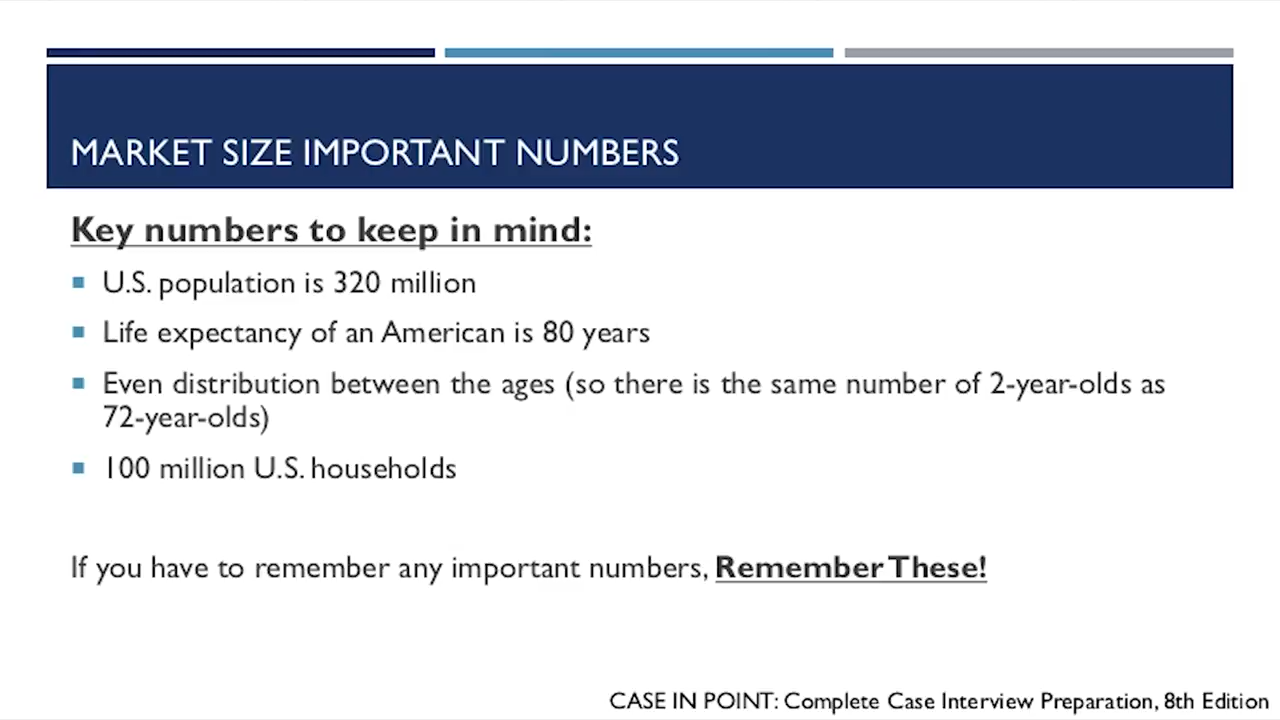 MARKET SIZE IMPORTANT NUMBERS
Key numbers to keep in mind:
U.S. population is 320 million
Life expectancy of an American is 80 years
Even distribution between the ages (so there is the same number of 2-year-olds as
72-year-olds)
100 million U.S. households
If you have to remember any important numbers, Remember These!
CASE IN POINT: Complete Case Interview Preparation, 8th Edition